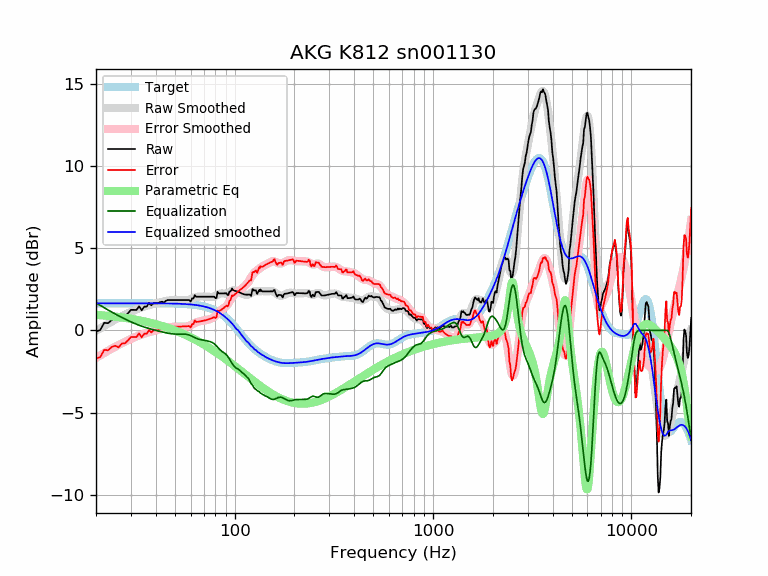 AKG K812 sn001130
Target
Raw Smoothed
Error Smoothed
Raw
Error
Parametric Eq
Equalization
Equalized smoothed
Amplitude (dBr)
15
10
5
0
−5
−10
100 1000 10000
Frequency (Hz)